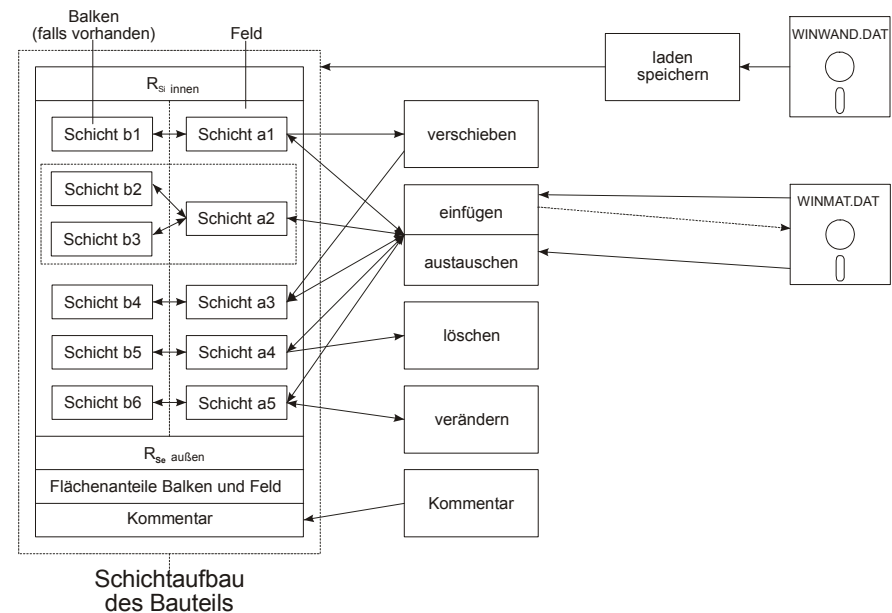 Balken
(falls vorhanden)
Feld
R Si innen
Schicht b1
Schicht a1
Schicht b2
Schicht a2
Schicht b3
Schicht b4
Schicht a3
Schicht b5
Schicht a4
Schicht b6
Schicht a5
R Se außen
Flächenanteile Balken und Feld
Kommentar
Schichtaufbau
des Bauteils
verschieben
einfügen
austauschen
löschen
verändern
Kommentar
laden
speichern
WINWAND.DAT
WINMAT.DAT